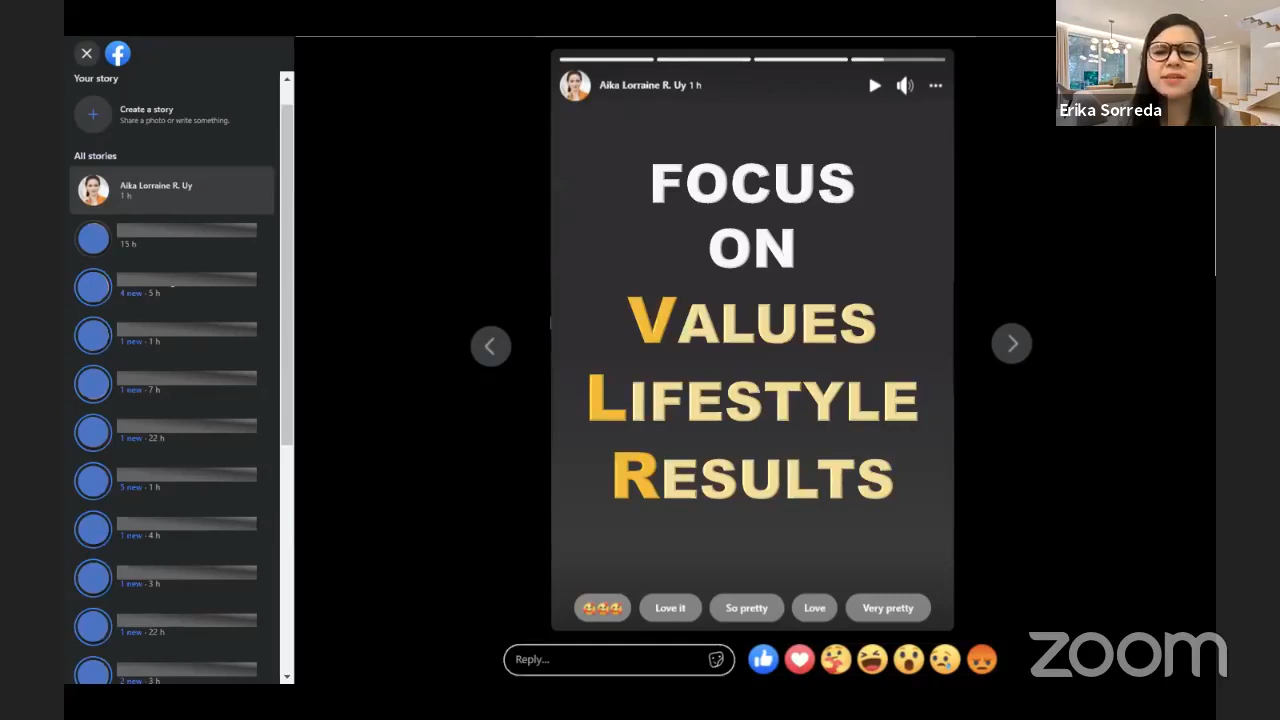 Your story
Create a story
Share a photo or write something.
All stories
Aika Lorraine R. Uy
1 h
15 h
4 new · 5 h
1 new · 1 h
1 new · 7 h
1 new · 22 h
5 new · 1 h
1 new · 4 h
1 new · 3 h
1 new · 22 h
2 new · 3 h
Aika Lorraine R. Uy 1 h
FOCUS
ON
VALUES
LIFESTYLE
RESULTS
Love it
So pretty
Love
Very pretty
Reply...
Erika Sorreda
zoom